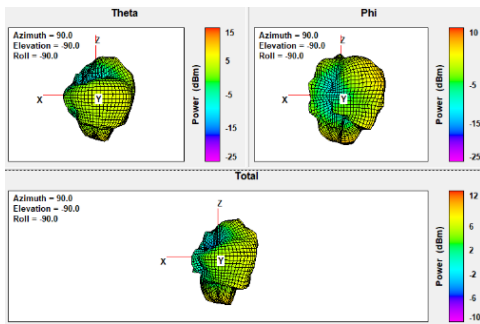 Theta
Azimuth = 90.0
Elevation = -90.0
Roll = -90.0
Z
X
Y
15
5
-5
-15
-25
Power (dBm)
Phi
Azimuth = 90.0
Elevation = -90.0
Roll = -90.0
Z
X
Y
10
-5
-15
-25
Power (dBm)
Total
Azimuth = 90.0
Elevation = -90.0
Roll = -90.0
Z
X
Y
12
6
2
-2
-6
-10
Power (dBm)